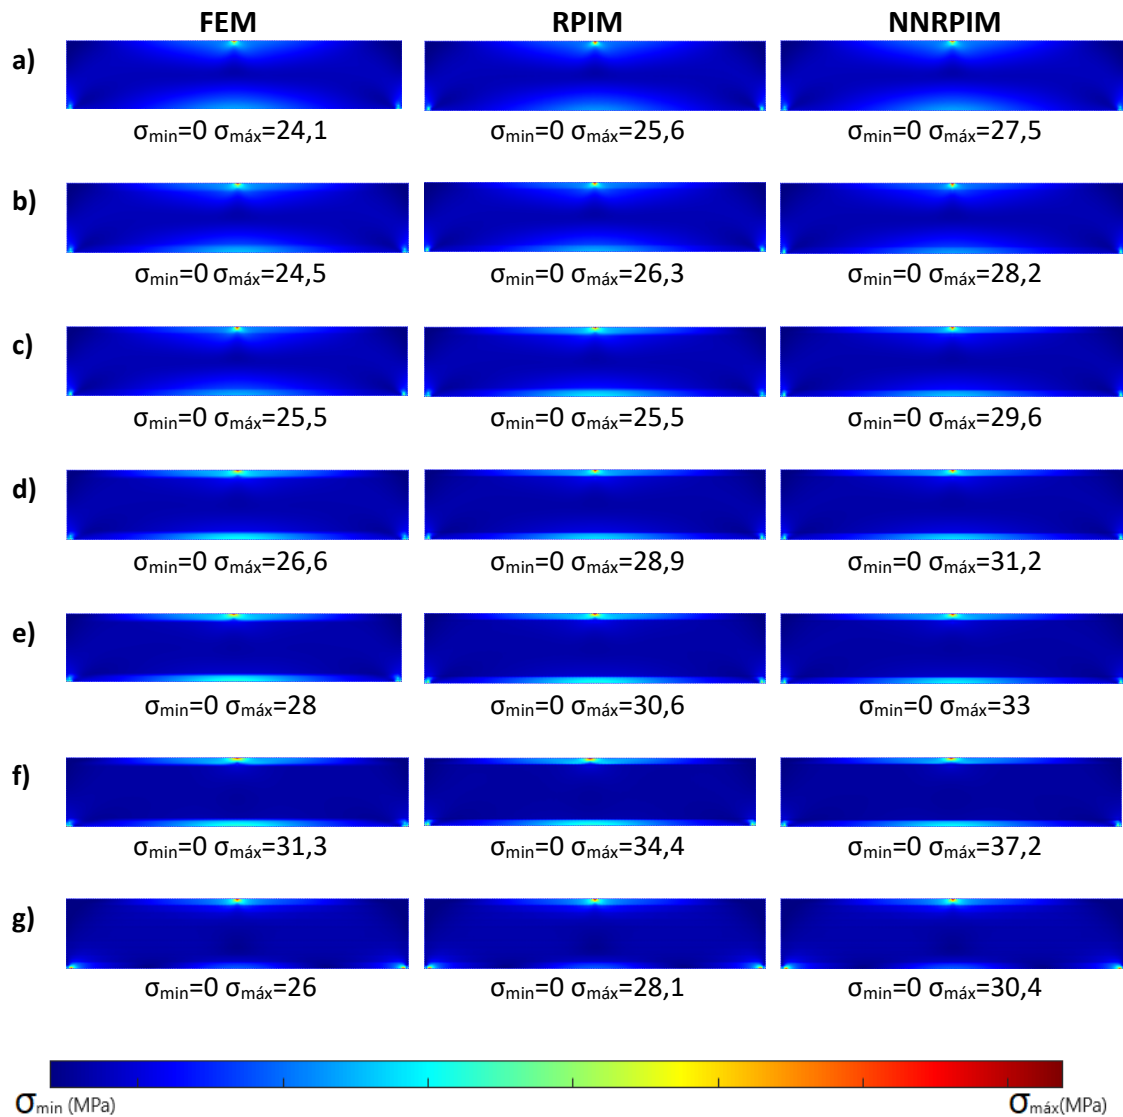 FEM RPIM NNRPIM
a)
σmin=0 σmáx=24,1 σmin=0 σmáx=25,6 σmin=0 σmáx=27,5
b)
σmin=0 σmáx=24,5 σmin=0 σmáx=26,3 σmin=0 σmáx=28,2
c)
σmin=0 σmáx=25,5 σmin=0 σmáx=25,5 σmin=0 σmáx=29,6
d)
σmin=0 σmáx=26,6 σmin=0 σmáx=28,9 σmin=0 σmáx=31,2
e)
σmin=0 σmáx=28 σmin=0 σmáx=30,6 σmin=0 σmáx=33
f)
σmin=0 σmáx=31,3 σmin=0 σmáx=34,4 σmin=0 σmáx=37,2
g)
σmin=0 σmáx=26 σmin=0 σmáx=28,1 σmin=0 σmáx=30,4
σmin (MPa) σmáx(MPa)